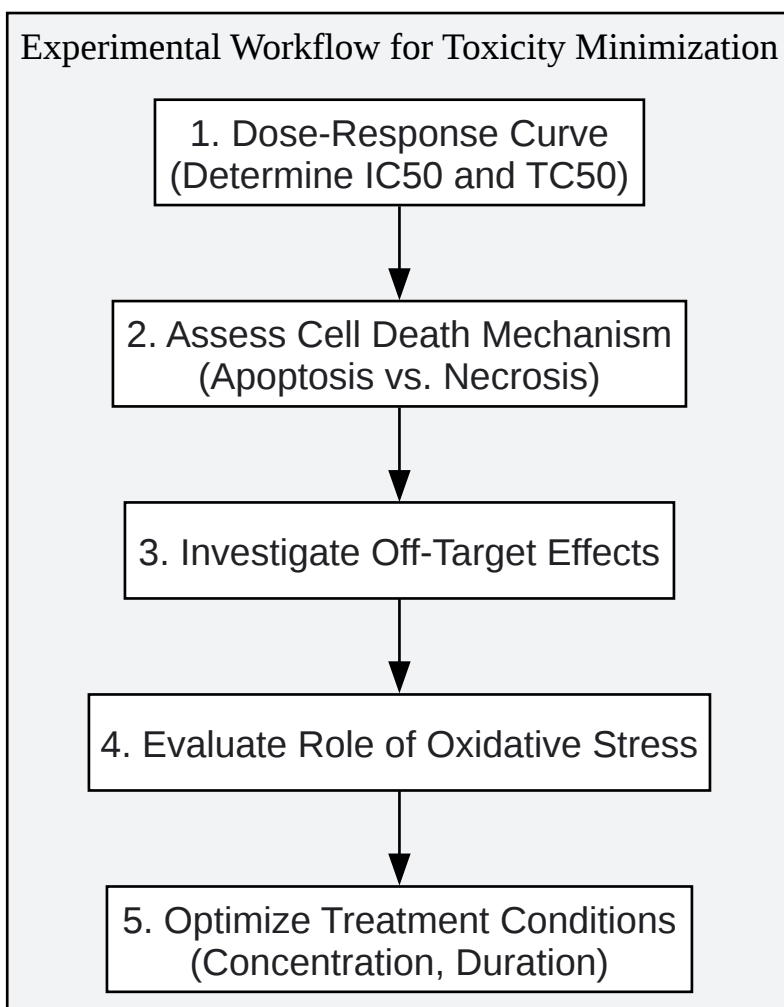 Experimental Workflow for Toxicity Minimization
1. Dose-Response Curve
(Determine IC50 and TC50)
2. Assess Cell Death Mechanism
(Apoptosis vs. Necrosis)
3. Investigate Off-Target Effects
4. Evaluate Role of Oxidative Stress
5. Optimize Treatment Conditions
(Concentration, Duration)